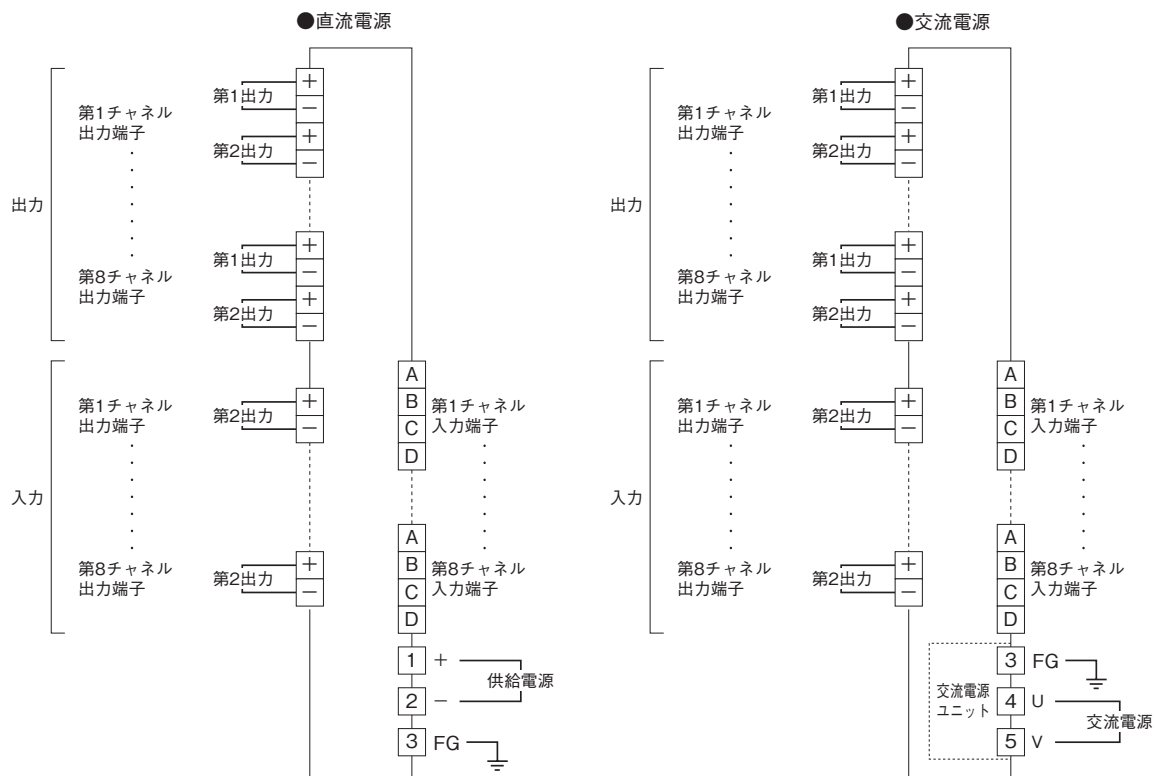 ●直流電源
出力
第1チャネル
出力端子
第1出力
+
−
第2出力
+
−
第8チャネル
出力端子
第1出力
+
−
第2出力
+
−
入力
第1チャネル
出力端子
第2出力
+
−
第8チャネル
出力端子
第2出力
+
−
A
B
C
D
第1チャネル
入力端子
A
B
C
D
第8チャネル
入力端子
1 +
2 −
供給電源
3 FG
●交流電源
出力
第1チャネル
出力端子
第1出力
+
−
第2出力
+
−
第8チャネル
出力端子
第1出力
+
−
第2出力
+
−
入力
第1チャネル
出力端子
第2出力
+
−
第8チャネル
出力端子
第2出力
+
−
A
B
C
D
第1チャネル
入力端子
A
B
C
D
第8チャネル
入力端子
交流電源
ユニット
3 FG
4 U
5 V
交流電源